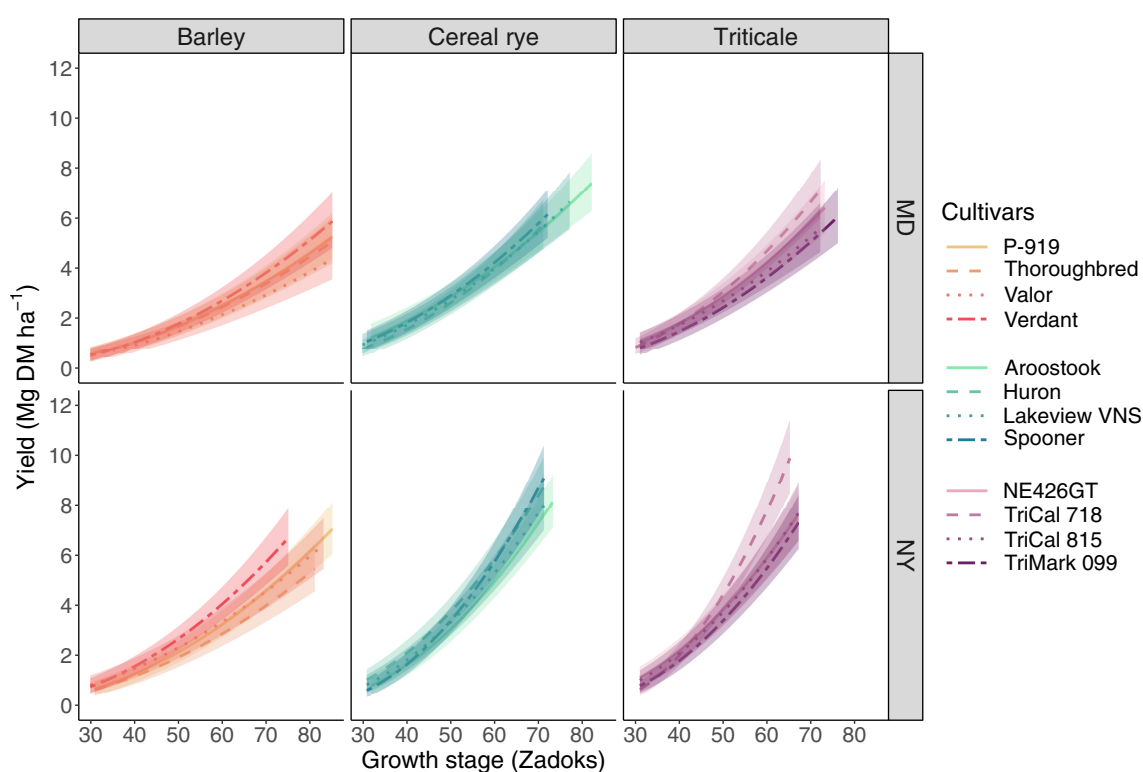 Barley Cereal rye Triticale
MD
12
10
8
6
4
2
0
NY
12
10
8
6
4
2
0
30 40 50 60 70 80 30 40 50 60 70 80 30 40 50 60 70 80
Growth stage (Zadoks)
Yield (Mg DM ha⁻¹)
Cultivars
P-919
Thoroughbred
Valor
Verdant
Aroostook
Huron
Lakeview VNS
Spooner
NE426GT
TriCal 718
TriCal 815
TriMark 099